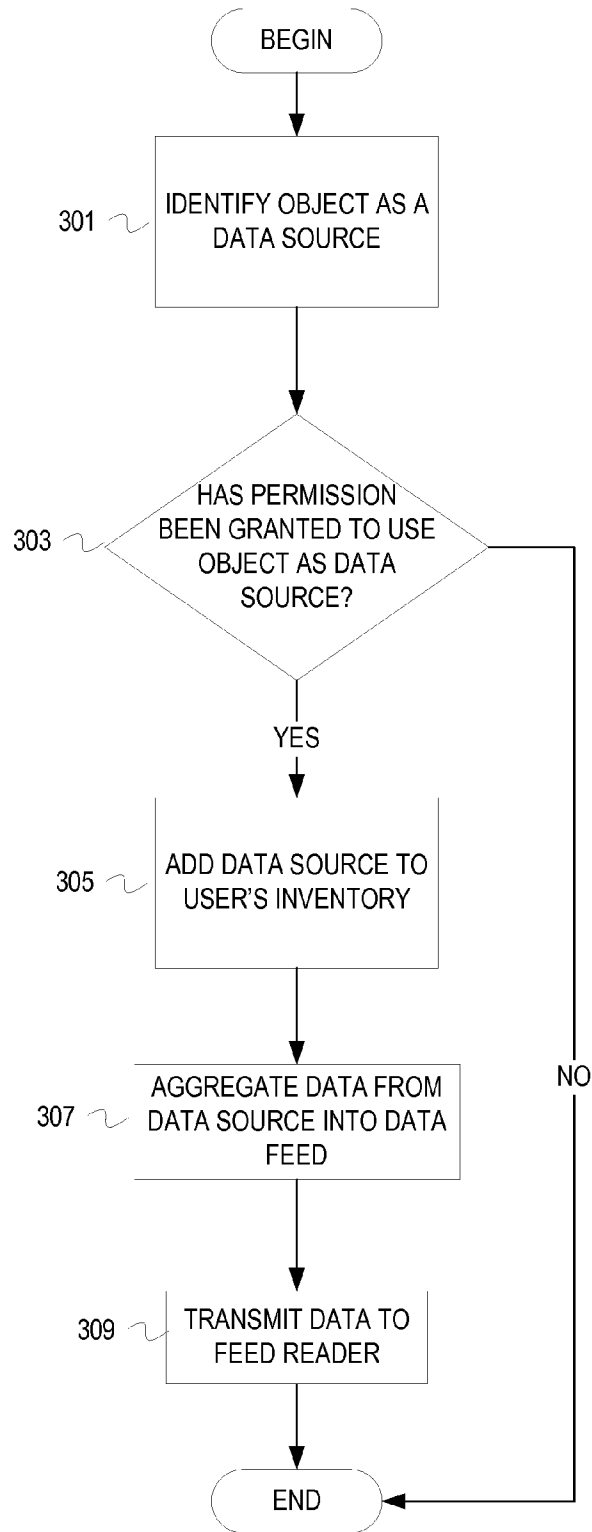 BEGIN
301
IDENTIFY OBJECT AS A
DATA SOURCE
303
HAS PERMISSION
BEEN GRANTED TO USE
OBJECT AS DATA
SOURCE?
YES
305
ADD DATA SOURCE TO
USER'S INVENTORY
NO
307
AGGREGATE DATA FROM
DATA SOURCE INTO DATA
FEED
309
TRANSMIT DATA TO
FEED READER
END